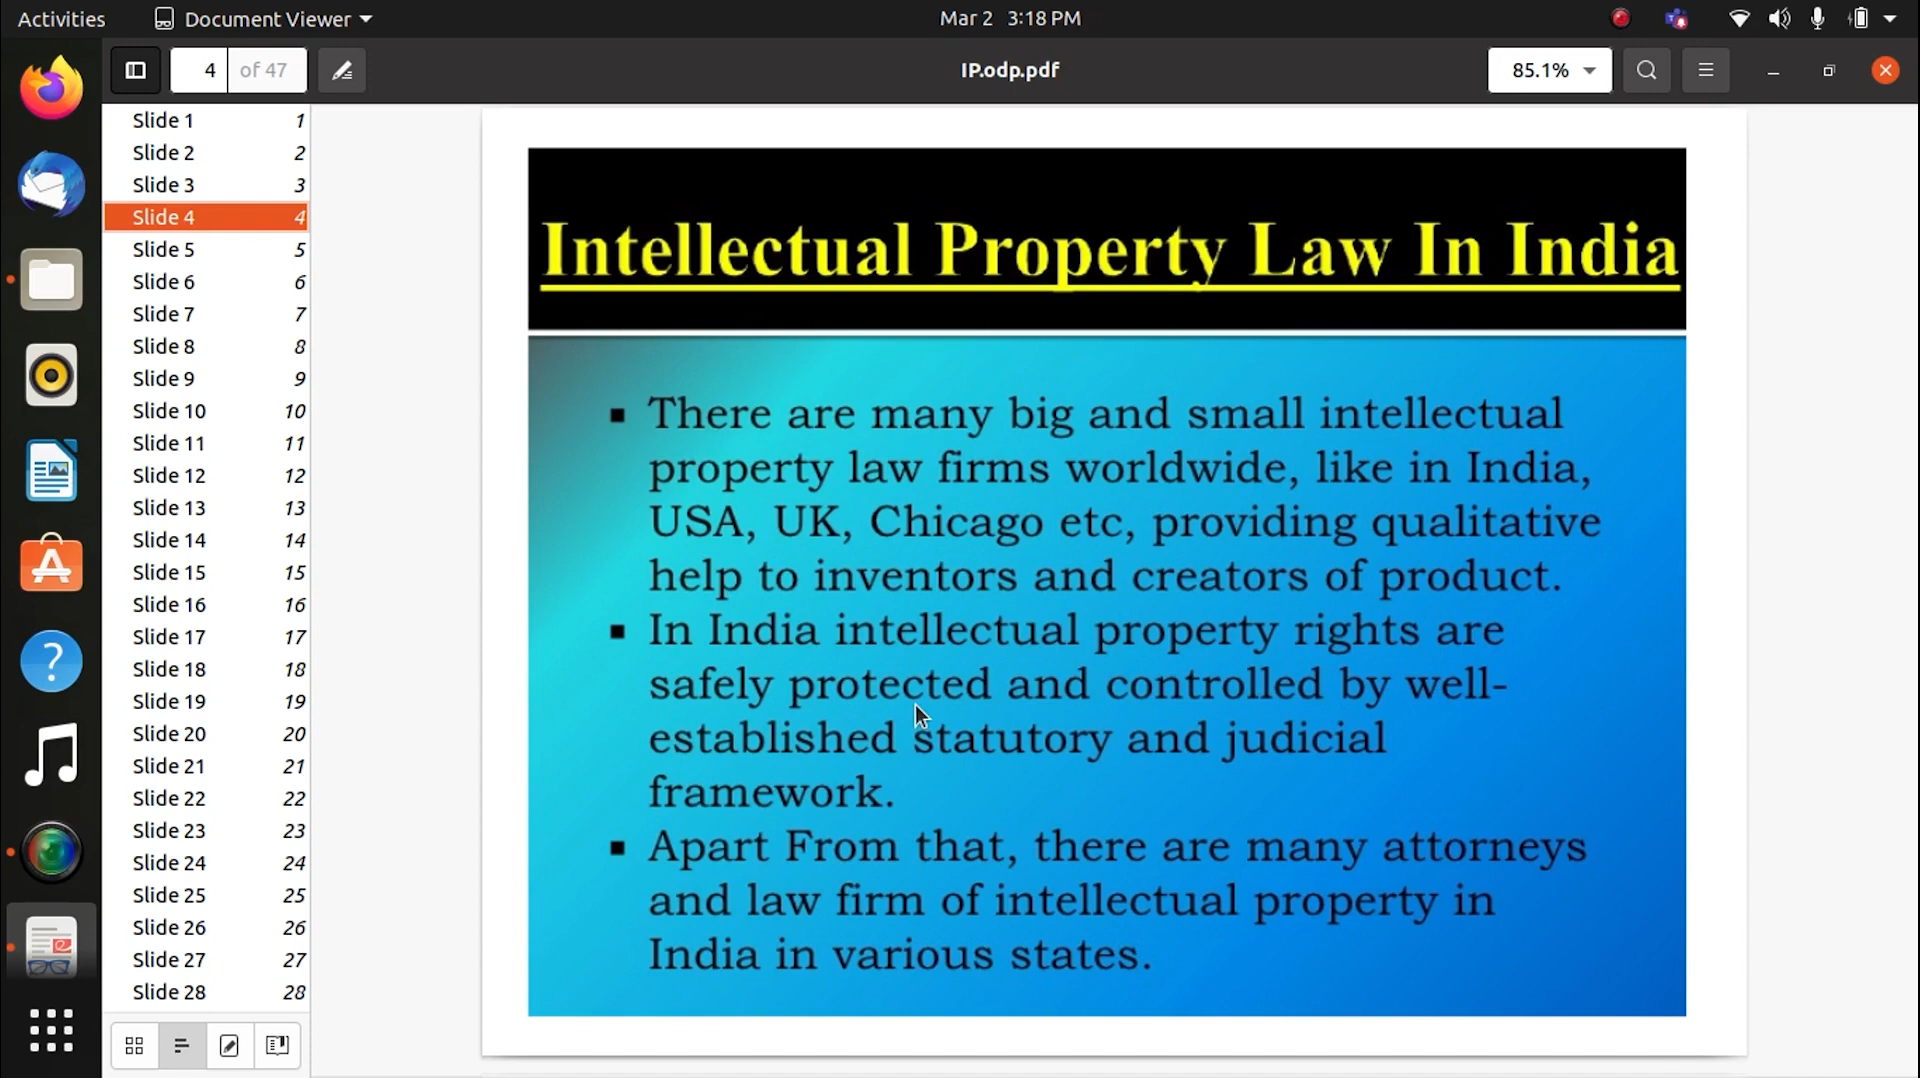 Activities
Document Viewer
Mar 2 3:18 PM
4 of 47
IP.odp.pdf
85.1%
Slide 1 1
Slide 2 2
Slide 3 3
Slide 4 4
Slide 5 5
Slide 6 6
Slide 7 7
Slide 8 8
Slide 9 9
Slide 10 10
Slide 11 11
Slide 12 12
Slide 13 13
Slide 14 14
Slide 15 15
Slide 16 16
Slide 17 17
Slide 18 18
Slide 19 19
Slide 20 20
Slide 21 21
Slide 22 22
Slide 23 23
Slide 24 24
Slide 25 25
Slide 26 26
Slide 27 27
Slide 28 28
Intellectual Property Law In India
▪ There are many big and small intellectual
property law firms worldwide, like in India,
USA, UK, Chicago etc, providing qualitative
help to inventors and creators of product.
▪ In India intellectual property rights are
safely protected and controlled by well-
established statutory and judicial
framework.
▪ Apart From that, there are many attorneys
and law firm of intellectual property in
India in various states.